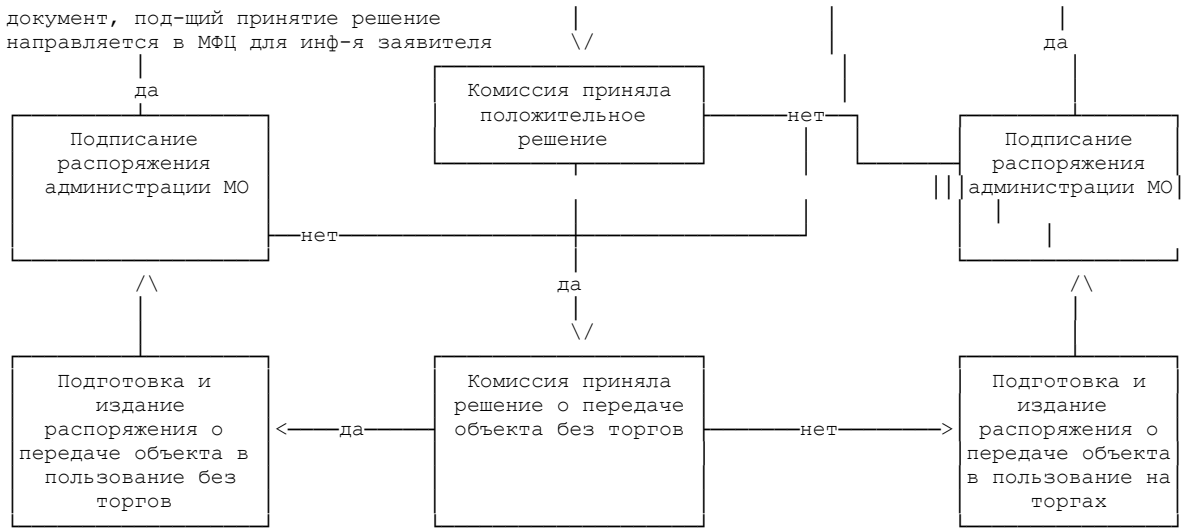 документ, под-щий принятие решение
направляется в МФЦ для инф-я заявителя
да
да
Комиссия приняла
положительное
решение
нет
Подписание
распоряжения
администрации МО
Подписание
распоряжения
администрации МО
нет
да
Подготовка и
издание
распоряжения о
передаче объекта в
пользование без
торгов
да
Комиссия приняла
решение о передаче
объекта без торгов
нет
Подготовка и
издание
распоряжения о
передаче объекта
в пользование на
торгах